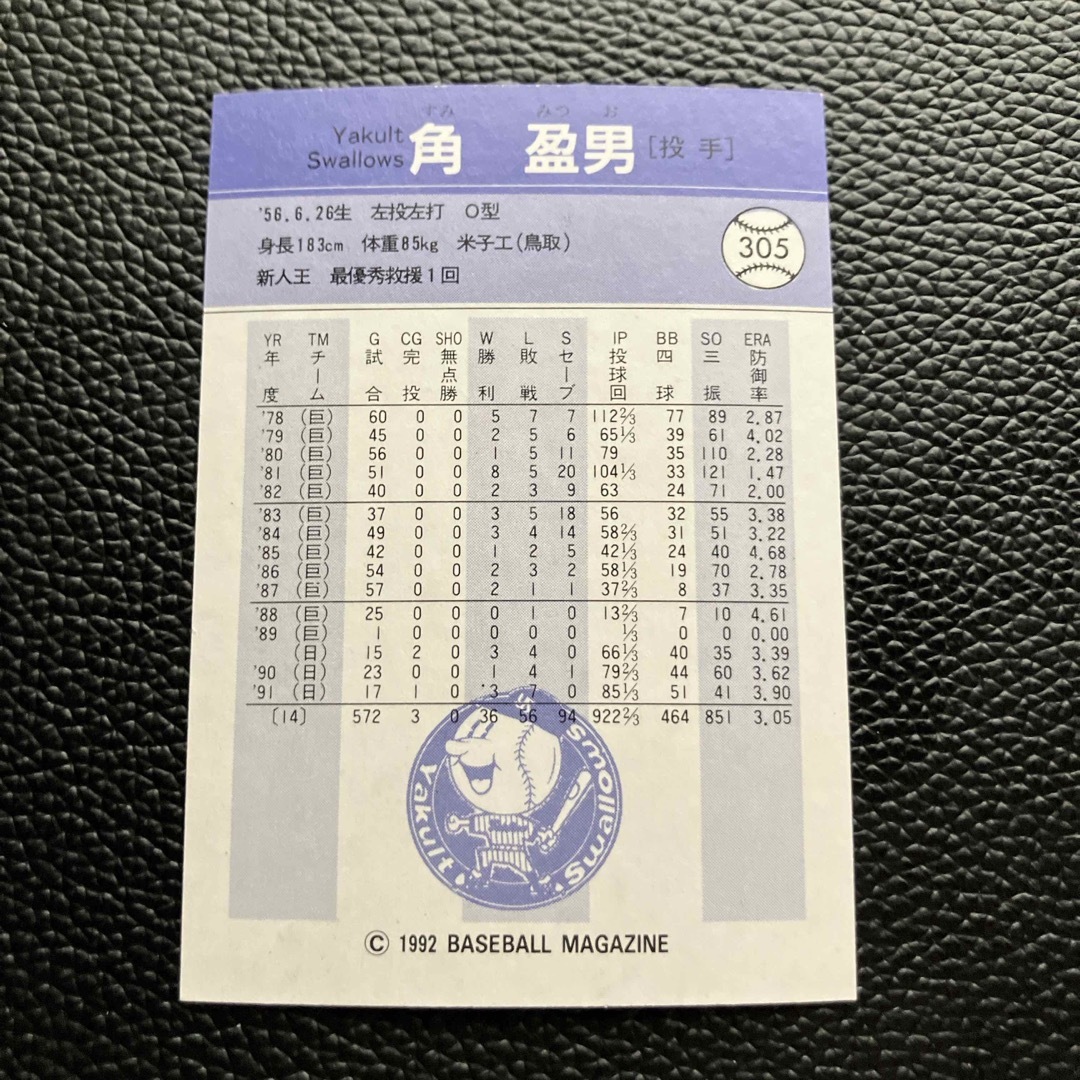 すみ みつ お
Yakult Swallows 角 盈男 [投手]
'56.6.26生 左投左打 O型
身長183cm 体重85kg 米子工(鳥取)
新人王 最優秀救援1回
305
YR TM G CG SHO W L S IP BB SO ERA
年度 チーム 試合 完投 無点勝 勝利 敗戦 セーブ 投球回 四球 三振 防御率
'78 (巨) 60 0 0 5 7 7 112⅔ 77 89 2.87
'79 (巨) 45 0 0 2 5 6 65⅓ 39 61 4.02
'80 (巨) 56 0 0 1 5 11 79 35 110 2.28
'81 (巨) 51 0 0 8 5 20 104⅓ 33 121 1.47
'82 (巨) 40 0 0 2 3 9 63 24 71 2.00
'83 (巨) 37 0 0 3 5 18 56 32 55 3.38
'84 (巨) 49 0 0 3 4 14 58⅔ 31 51 3.22
'85 (巨) 42 0 0 1 2 5 42⅓ 24 40 4.68
'86 (巨) 54 0 0 2 3 2 58⅓ 19 70 2.78
'87 (巨) 57 0 0 2 1 1 37⅔ 8 37 3.35
'88 (巨) 25 0 0 0 1 0 13⅔ 7 10 4.61
'89 (巨) 1 0 0 0 0 0 ⅓ 0 0 0.00
(日) 15 2 0 3 4 0 66⅓ 40 35 3.39
'90 (日) 23 0 0 1 4 1 79⅔ 44 60 3.62
'91 (日) 17 1 0 3 7 0 85⅓ 51 41 3.90
[14] 572 3 0 36 56 94 922⅔ 464 851 3.05
Yakult Swallows
© 1992 BASEBALL MAGAZINE